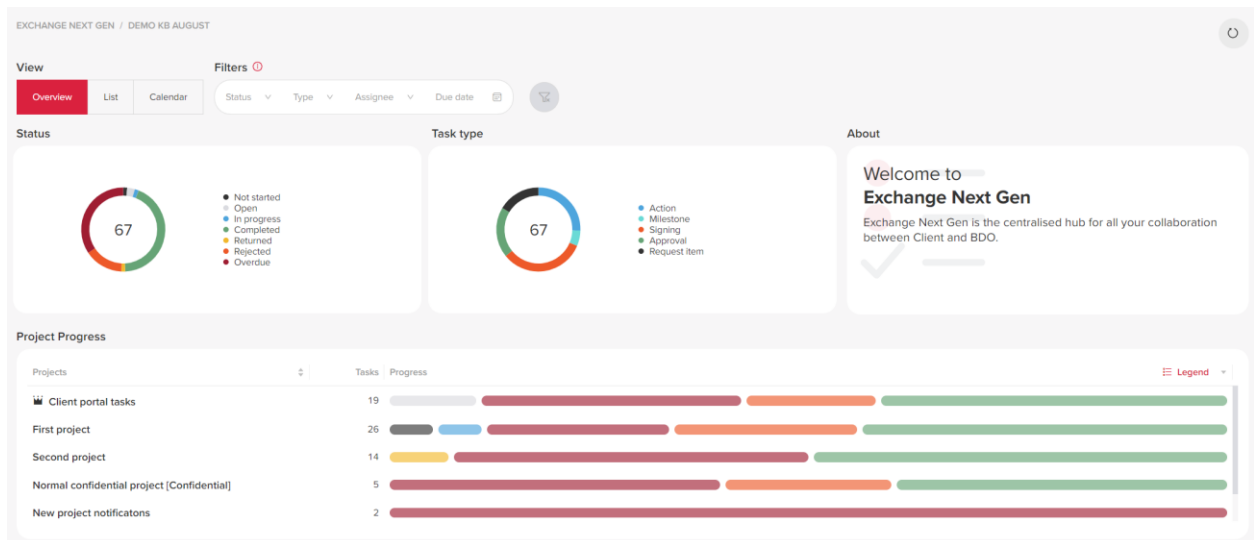 EXCHANGE NEXT GEN / DEMO KB AUGUST
View
Filters
Overview List Calendar
Status Type Assignee Due date
Status
67
Not started
Open
In progress
Completed
Returned
Rejected
Overdue
Task type
67
Action
Milestone
Signing
Approval
Request item
About
Welcome to
Exchange Next Gen
Exchange Next Gen is the centralised hub for all your collaboration
between Client and BDO.
Project Progress
Projects Tasks Progress Legend
Client portal tasks 19
First project 26
Second project 14
Normal confidential project [Confidential] 5
New project notificatons 2